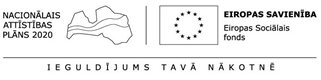 NACIONĀLAIS
ATTĪSTĪBAS
PLĀNS 2020
EIROPAS SAVIENĪBA
Eiropas Sociālais
fonds
IEGULDĪJUMS TAVĀ NĀKOTNĒ